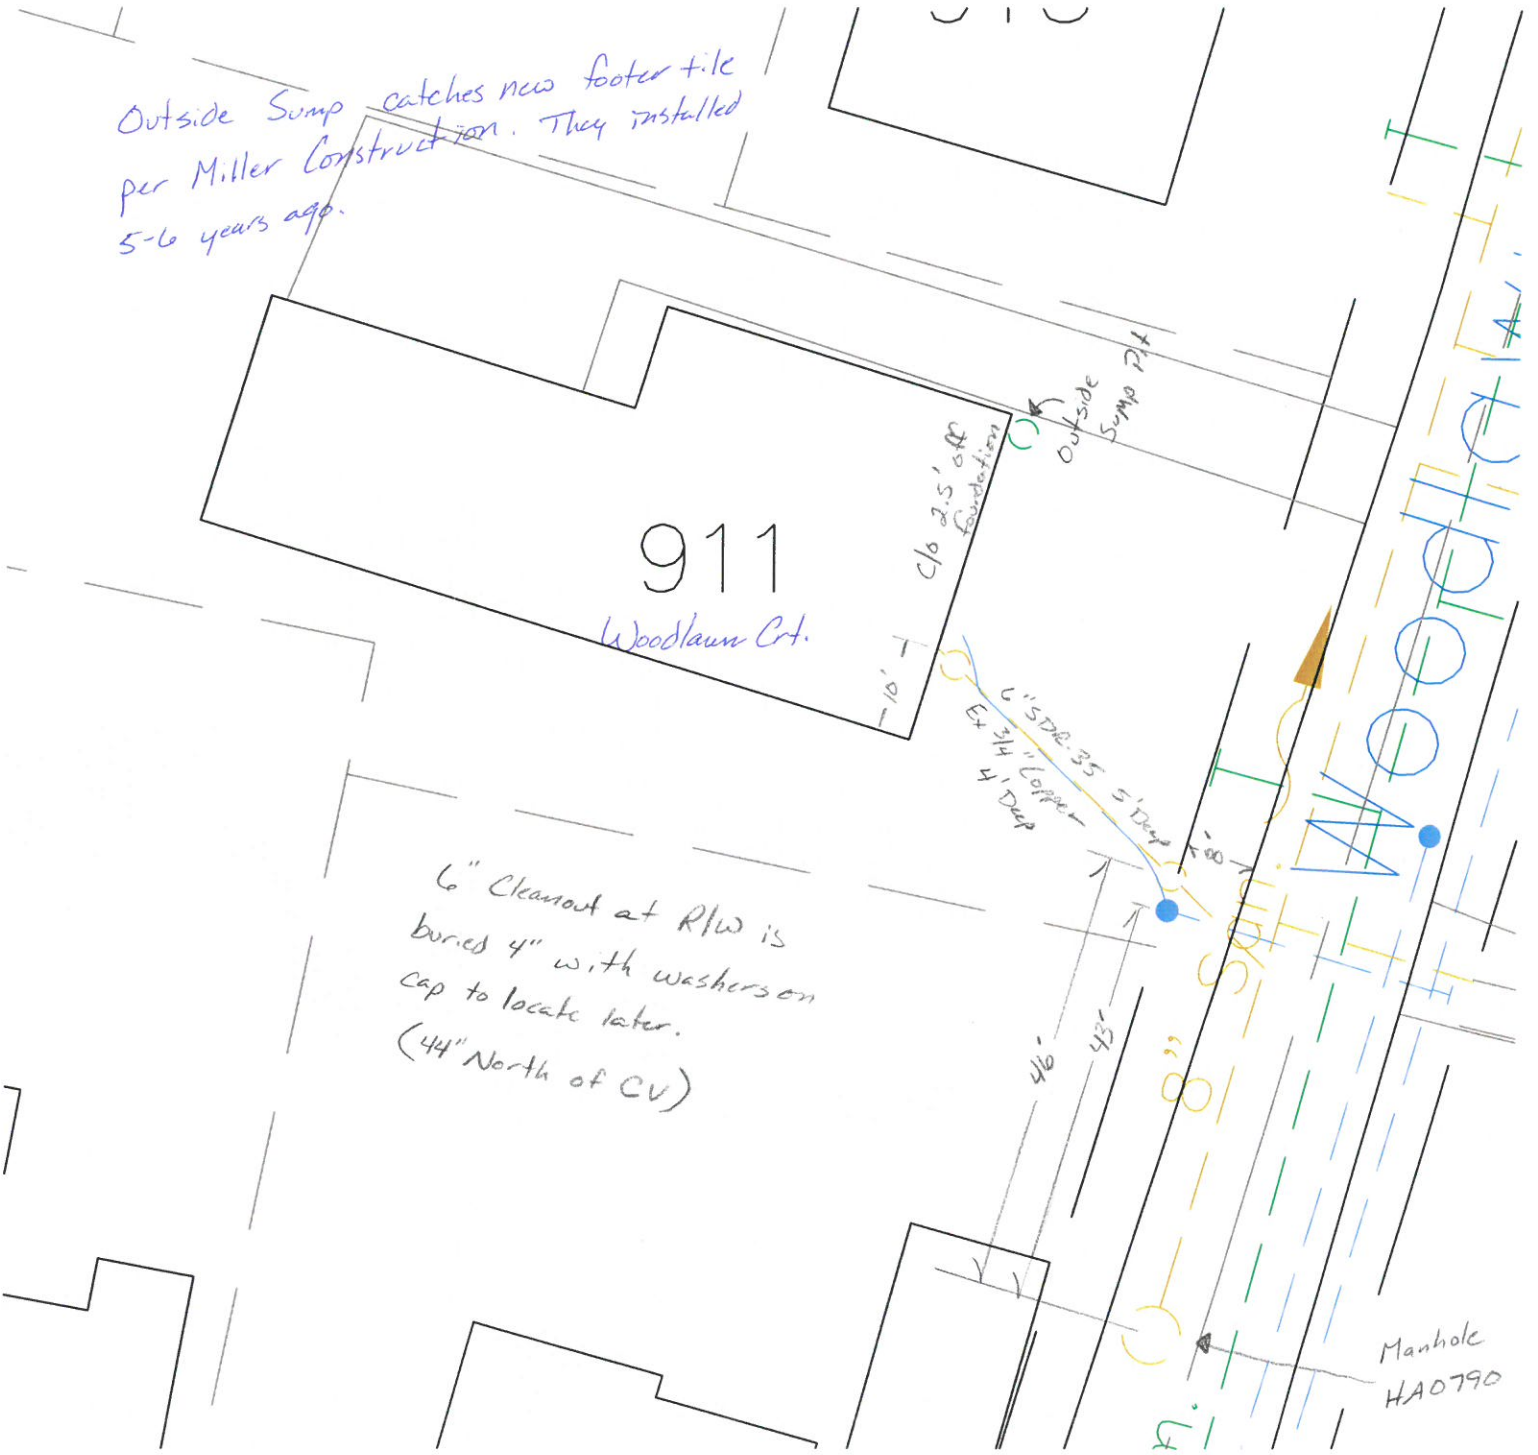 Outside Sump catches new footer tile
per Miller Construction. They installed
5-6 years ago.
Outside
Sump Pit
C/o 2.5' off
foundation
911
Woodlawn Crt.
10'
6" SDR-35 5' Deep
Ex 3/4" Copper
4' Deep
8'
6" Cleanout at R/W is
buried 4" with washers on
cap to locate later.
(44" North of CV)
46'
43'
8" San.
Manhole
HA0790